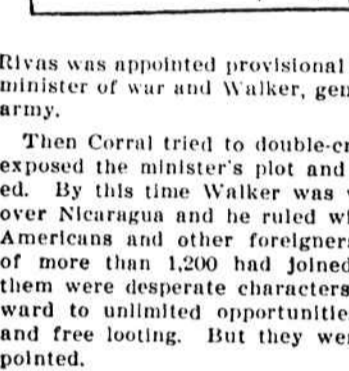 Rivas was appointed provisional
minister of war and Walker, gen
army.
Then Corral tried to double-cr
exposed the minister's plot and
ed. By this time Walker was
over Nicaragua and he ruled wi
Americans and other foreigner
of more than 1,200 had joined
them were desperate characters
ward to unlimited opportunitie
and free looting. But they wer
pointed.